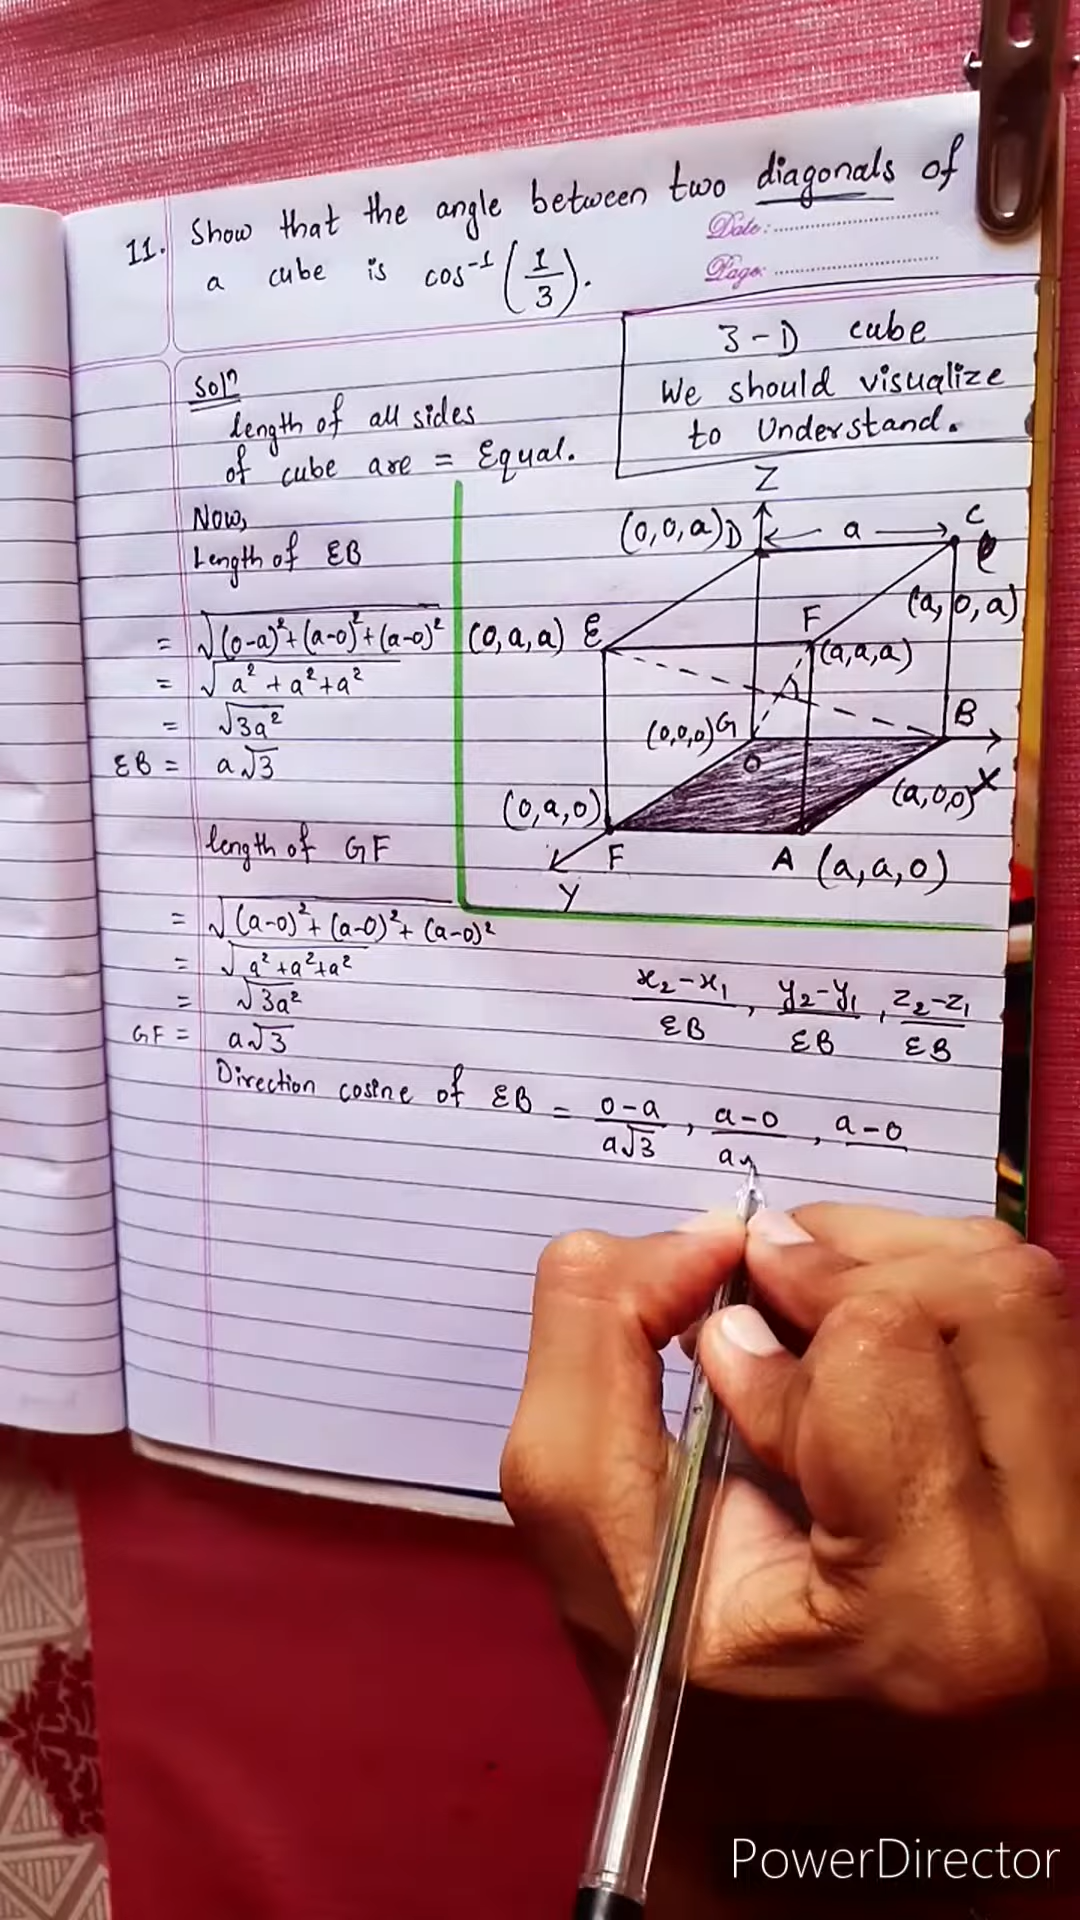 11. Show that the angle between two diagonals of
Date:
a cube is cos⁻¹(1/3).
Page:
3-D cube
We should visualize
to Understand.
Solⁿ
length of all sides
of cube are = Equal.
Now,
Length of EB
= √(0-a)²+(a-0)²+(a-0)²
= √a²+a²+a²
= √3a²
EB = a√3
length of GF
= √(a-0)²+(a-0)²+(a-0)²
= √a²+a²+a²
= √3a²
GF = a√3
Z
(0,0,a) D a C
(a,0,a)
(0,a,a) E F
(a,a,a)
(0,0,0) G B
O
(a,0,0) X
(0,a,0)
F A (a,a,0)
Y
x₂-x₁/EB, y₂-y₁/EB, z₂-z₁/EB
Direction cosine of EB = 0-a/a√3, a-0/a, a-0
PowerDirector